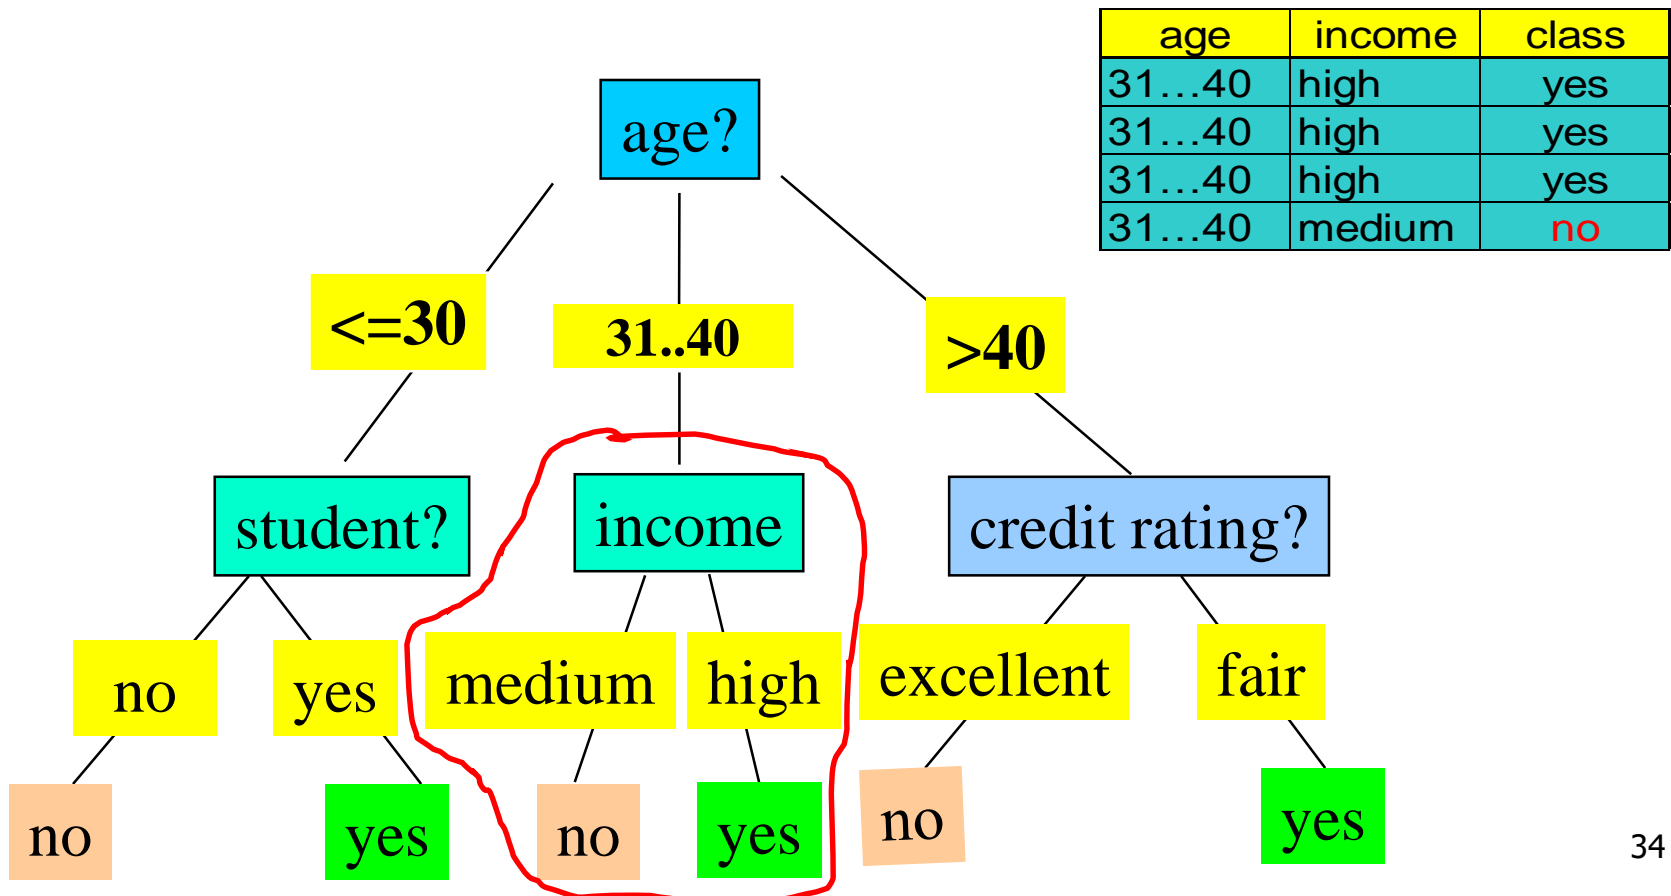 age income class
31...40 high yes
31...40 high yes
31...40 high yes
31...40 medium no
age?
<=30 31..40 >40
student? income credit rating?
no yes medium high excellent fair
no yes no yes no yes
34